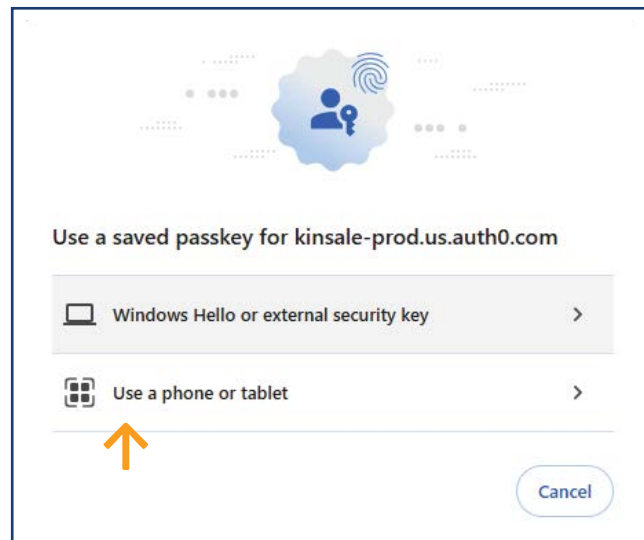 Use a saved passkey for kinsale-prod.us.auth0.com
Windows Hello or external security key
Use a phone or tablet
Cancel